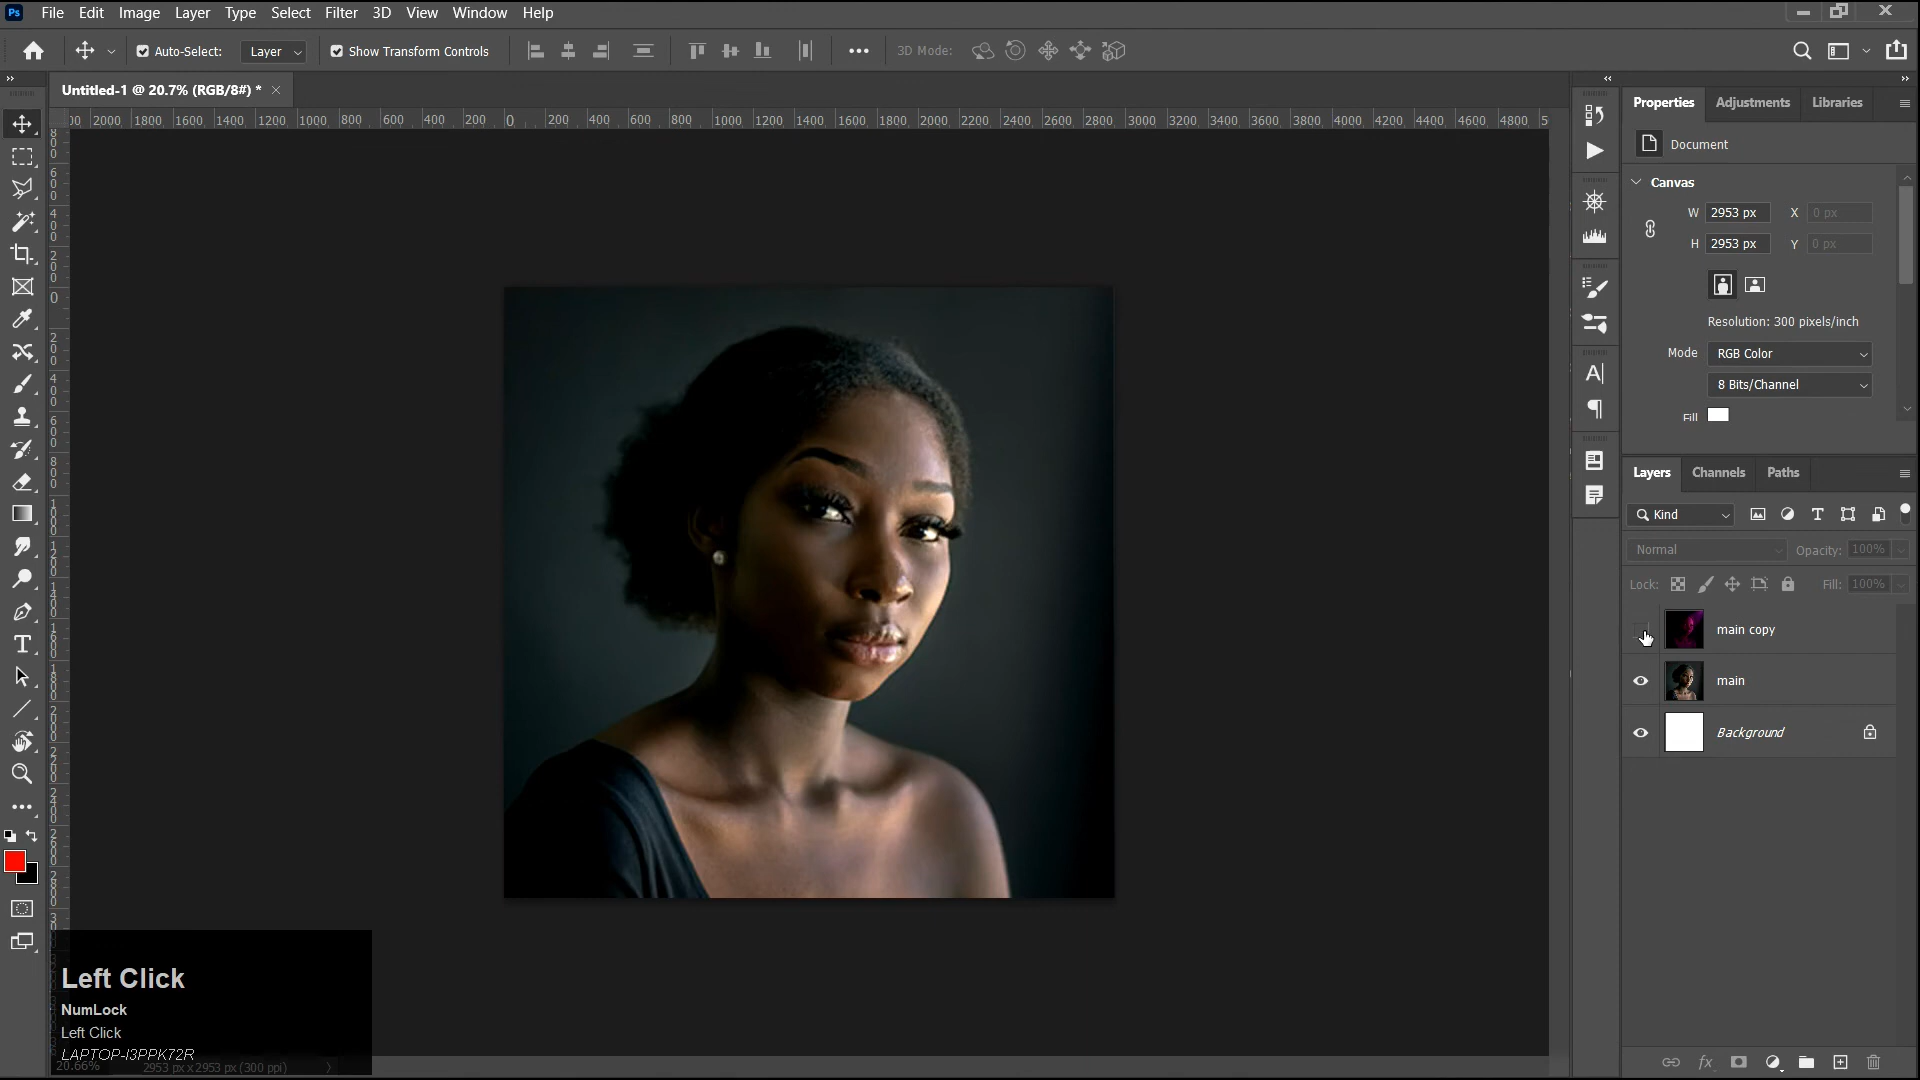 Ps File Edit Image Layer Type Select Filter 3D View Window Help
Auto-Select: Layer Show Transform Controls 3D Mode:
Untitled-1 @ 20.7% (RGB/8#) *
2000 1800 1600 1400 1200 1000 800 600 400 200 0 200 400 600 800 1000 1200 1400 1600 1800 2000 2200 2400 2600 2800 3000 3200 3400 3600 3800 4000 4200 4400 4600 4800 5
Properties Adjustments Libraries
Document
Canvas
W 2953 px X 0 px
H 2953 px Y 0 px
Resolution: 300 pixels/inch
Mode RGB Color
8 Bits/Channel
Fill
Layers Channels Paths
Kind
Normal Opacity: 100%
Lock: Fill: 100%
main copy
main
Background
Left Click
NumLock
Left Click
LAPTOP-I3PPK72R
20.66% 2953 px x 2953 px (300 ppi)